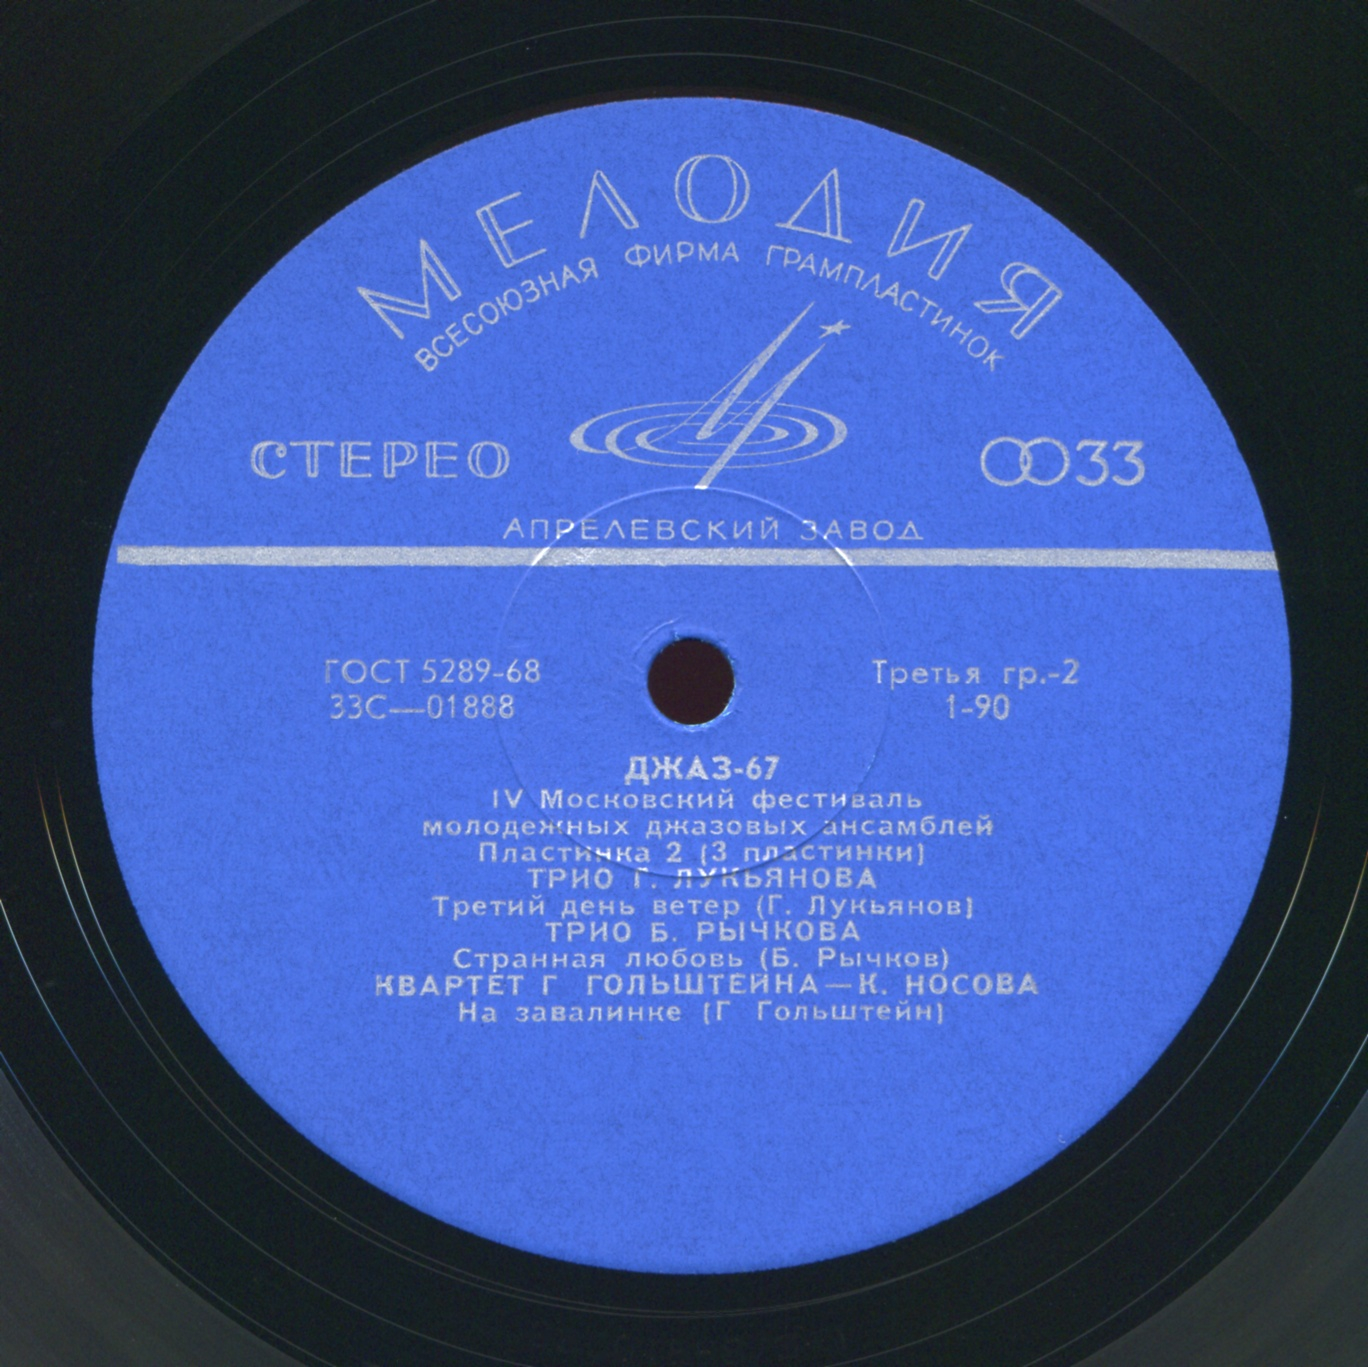 МЕЛОДИЯ
ВСЕСОЮЗНАЯ ФИРМА ГРАМПЛАСТИНОК
СТЕРЕО
33
АПРЕЛЕВСКИЙ ЗАВОД
ГОСТ 5289-68
33С—01888
Третья гр.-2
1-90
ДЖАЗ-67
IV Московский фестиваль
молодежных джазовых ансамблей
Пластинка 2 (3 пластинки)
ТРИО Г. ЛУКЬЯНОВА
Третий день ветер (Г. Лукьянов)
ТРИО Б. РЫЧКОВА
Странная любовь (Б. Рычков)
КВАРТЕТ Г ГОЛЬШТЕЙНА—К. НОСОВА
На завалинке (Г Гольштейн)